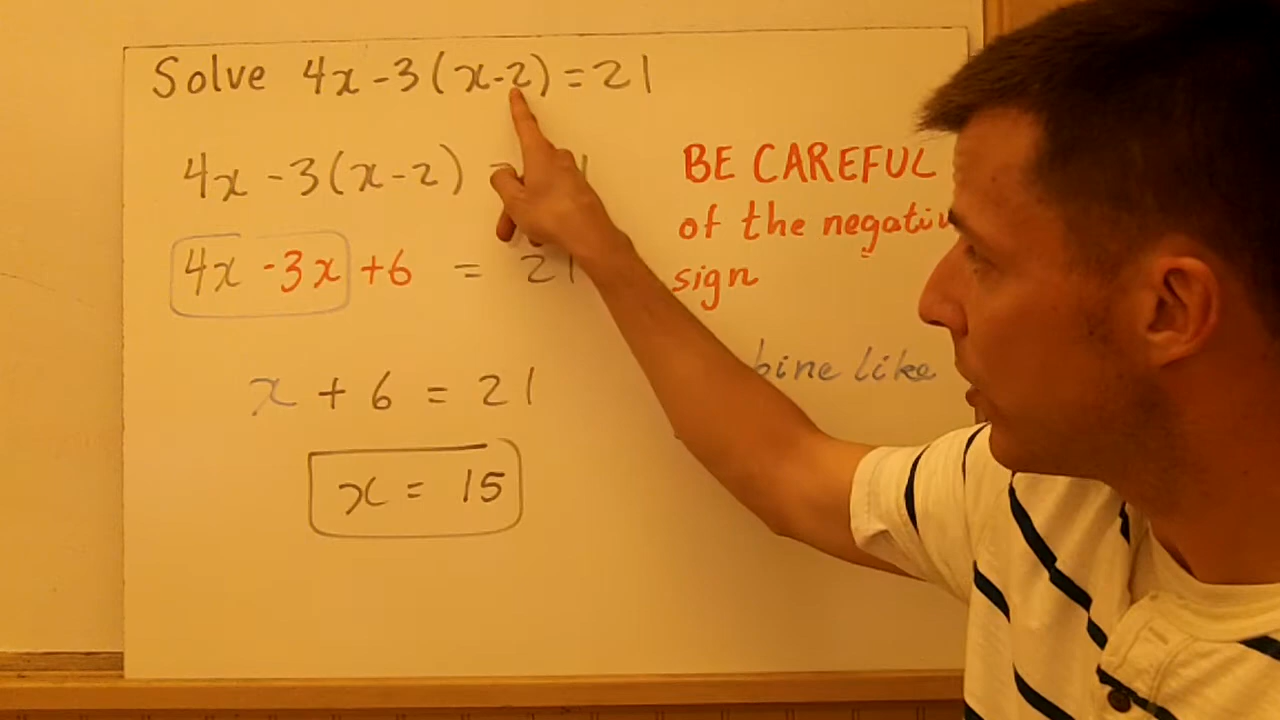 Solve 4x - 3(x-2) = 21
4x - 3(x-2)
BE CAREFUL
of the
sign
4x - 3x + 6 = 21
like
x + 6 = 21
x = 15